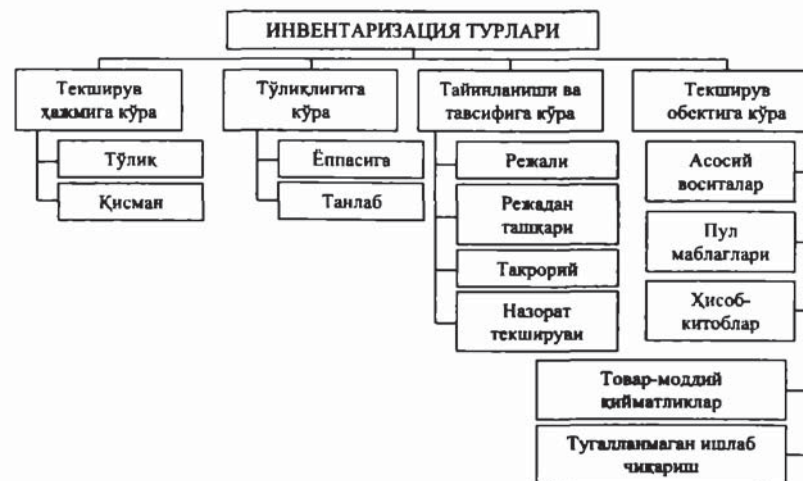 ИНВЕНТАРИЗАЦИЯ ТУРЛАРИ
Текширув
ҳажмига кўра
Тўлиқ
Қисман
Тўлиқлигига
кўра
Ёппасига
Танлаб
Тайинланиши ва
тавсифига кўра
Режали
Режадан
ташқари
Такрорий
Назорат
текшируви
Текширув
обектига кўра
Асосий
воситалар
Пул
маблаглари
Ҳисоб-
китоблар
Товар-моддий
қийматликлар
Тугалланмаган ишлаб
чиқариш